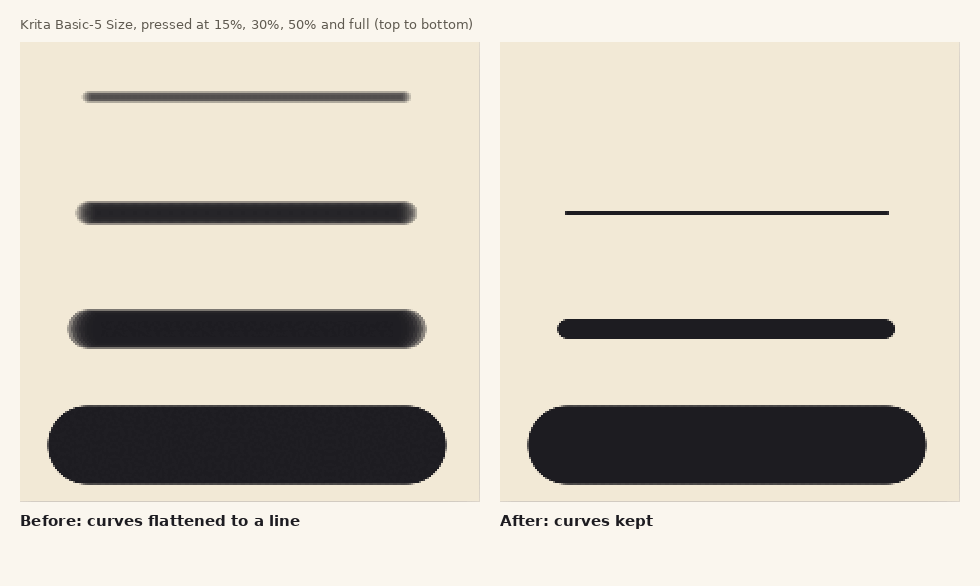 Krita Basic-5 Size, pressed at 15%, 30%, 50% and full (top to bottom)
Before: curves flattened to a line
After: curves kept